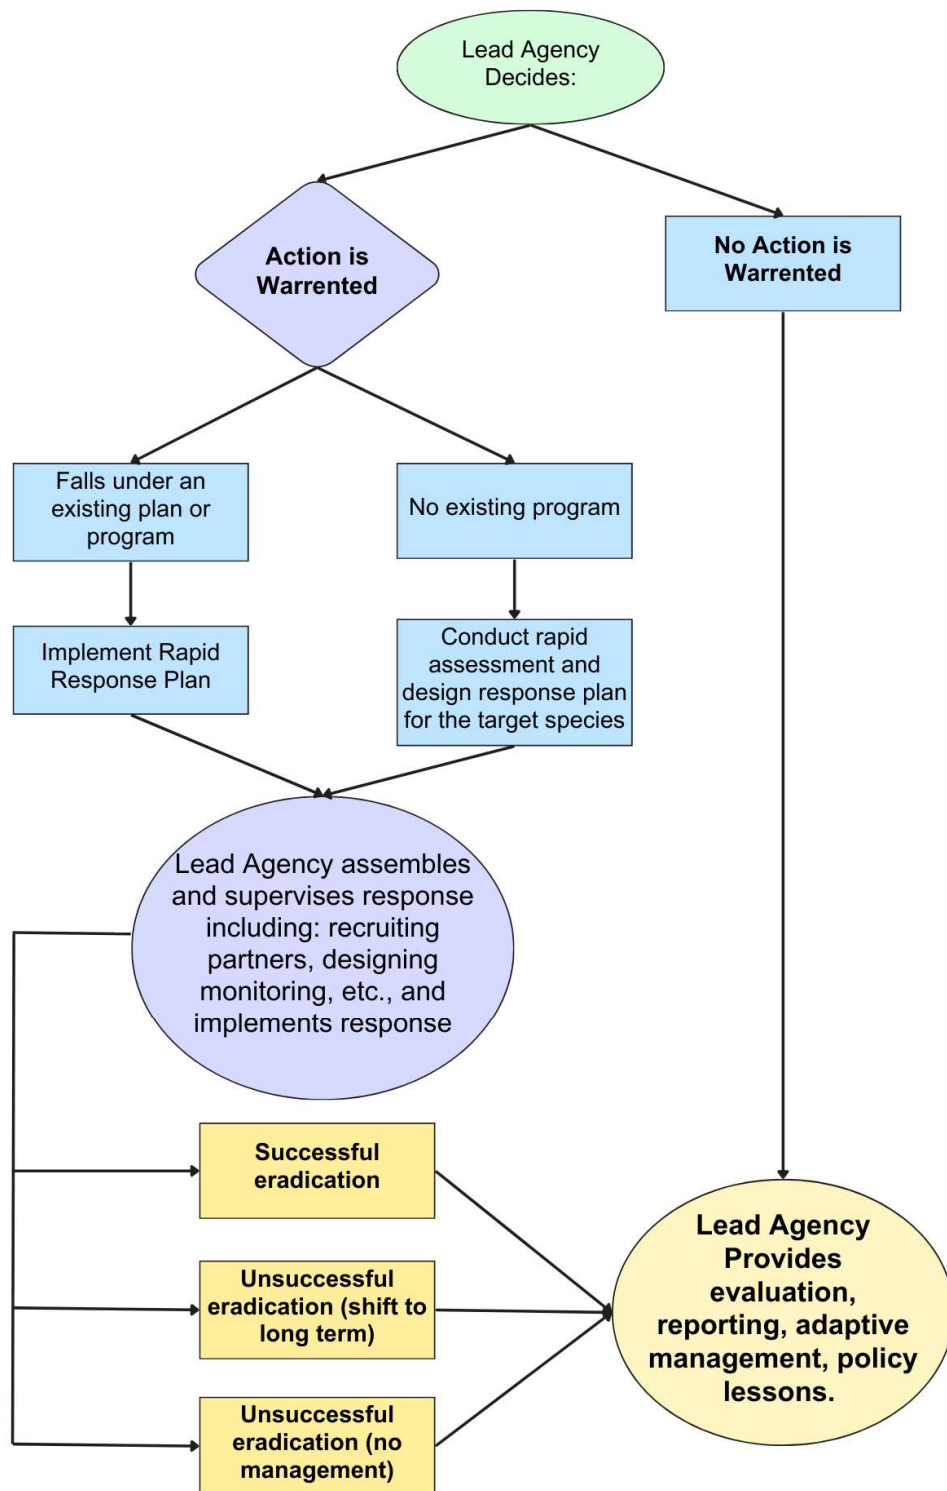 Lead Agency
Decides:
Action is
Warrented
No Action is
Warrented
Falls under an
existing plan or
program
No existing program
Implement Rapid
Response Plan
Conduct rapid
assessment and
design response plan
for the target species
Lead Agency assembles
and supervises response
including: recruiting
partners, designing
monitoring, etc., and
implements response
Successful
eradication
Unsuccessful
eradication (shift to
long term)
Unsuccessful
eradication (no
management)
Lead Agency
Provides
evaluation,
reporting, adaptive
management, policy
lessons.